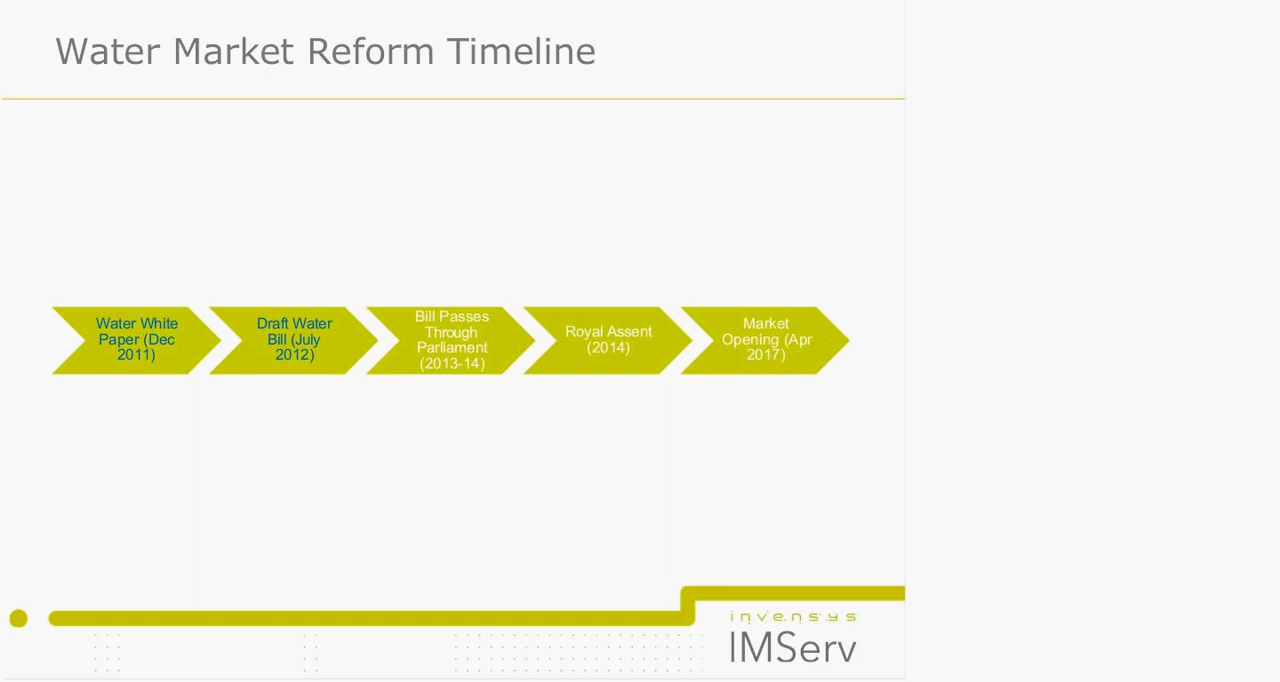 Water Market Reform Timeline
Water White
Paper (Dec
2011)
Draft Water
Bill (July
2012)
Bill Passes
Through
Parliament
(2013-14)
Royal Assent
(2014)
Market
Opening (Apr
2017)
invensys
IMServ